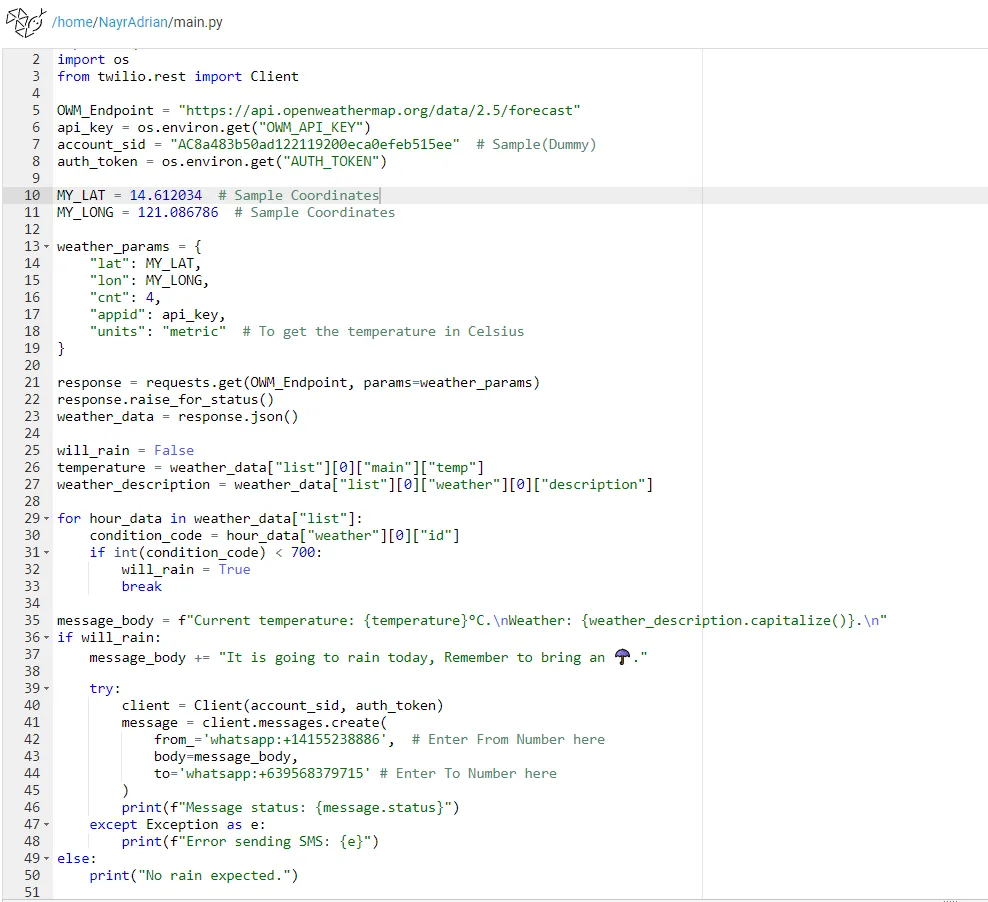 /home/NayrAdrian/main.py
2 import os
3 from twilio.rest import Client
4
5 OWM_Endpoint = "https://api.openweathermap.org/data/2.5/forecast"
6 api_key = os.environ.get("OWM_API_KEY")
7 account_sid = "AC8a483b50ad122119200eca0efeb515ee"  # Sample(Dummy)
8 auth_token = os.environ.get("AUTH_TOKEN")
9
10 MY_LAT = 14.612034  # Sample Coordinates
11 MY_LONG = 121.086786  # Sample Coordinates
12
13 weather_params = {
14     "lat": MY_LAT,
15     "lon": MY_LONG,
16     "cnt": 4,
17     "appid": api_key,
18     "units": "metric"  # To get the temperature in Celsius
19 }
20
21 response = requests.get(OWM_Endpoint, params=weather_params)
22 response.raise_for_status()
23 weather_data = response.json()
24
25 will_rain = False
26 temperature = weather_data["list"][0]["main"]["temp"]
27 weather_description = weather_data["list"][0]["weather"][0]["description"]
28
29 for hour_data in weather_data["list"]:
30     condition_code = hour_data["weather"][0]["id"]
31     if int(condition_code) < 700:
32         will_rain = True
33         break
34
35 message_body = f"Current temperature: {temperature}°C.\nWeather: {weather_description.capitalize()}.\n"
36 if will_rain:
37     message_body += "It is going to rain today, Remember to bring an ☂."
38
39     try:
40         client = Client(account_sid, auth_token)
41         message = client.messages.create(
42             from_='whatsapp:+14155238886',  # Enter From Number here
43             body=message_body,
44             to='whatsapp:+639568379715' # Enter To Number here
45         )
46         print(f"Message status: {message.status}")
47     except Exception as e:
48         print(f"Error sending SMS: {e}")
49 else:
50     print("No rain expected.")
51